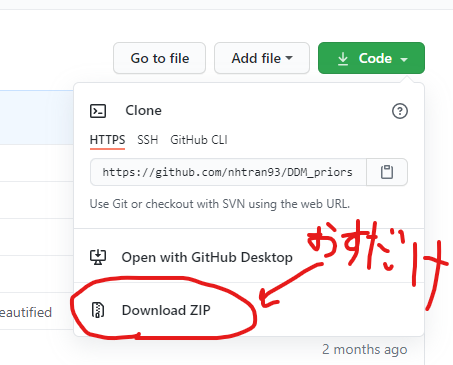 Go to file
Add file
Code
Clone
HTTPS SSH GitHub CLI
https://github.com/nhtran93/DDM_priors
Use Git or checkout with SVN using the web URL.
Open with GitHub Desktop
おすだけ
Download ZIP
eautified
2 months ago